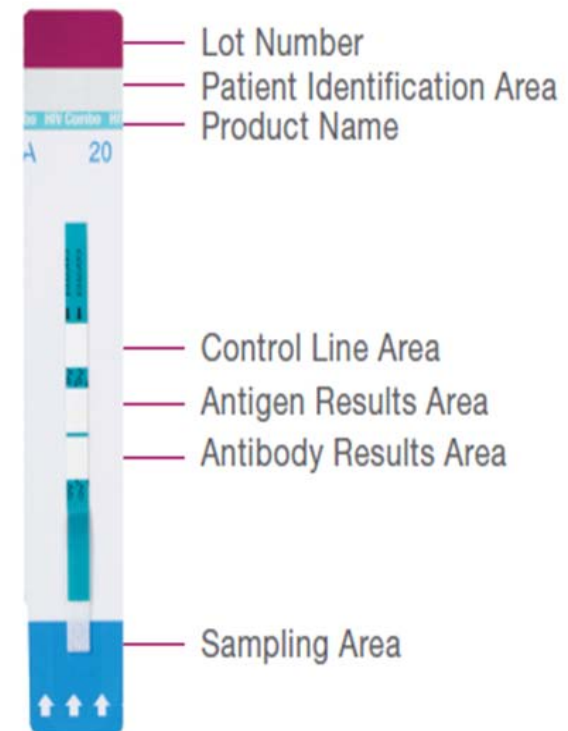 Lot Number
Patient Identification Area
Product Name
HIV Combo
A 20
Control Line Area
Antigen Results Area
Antibody Results Area
Sampling Area